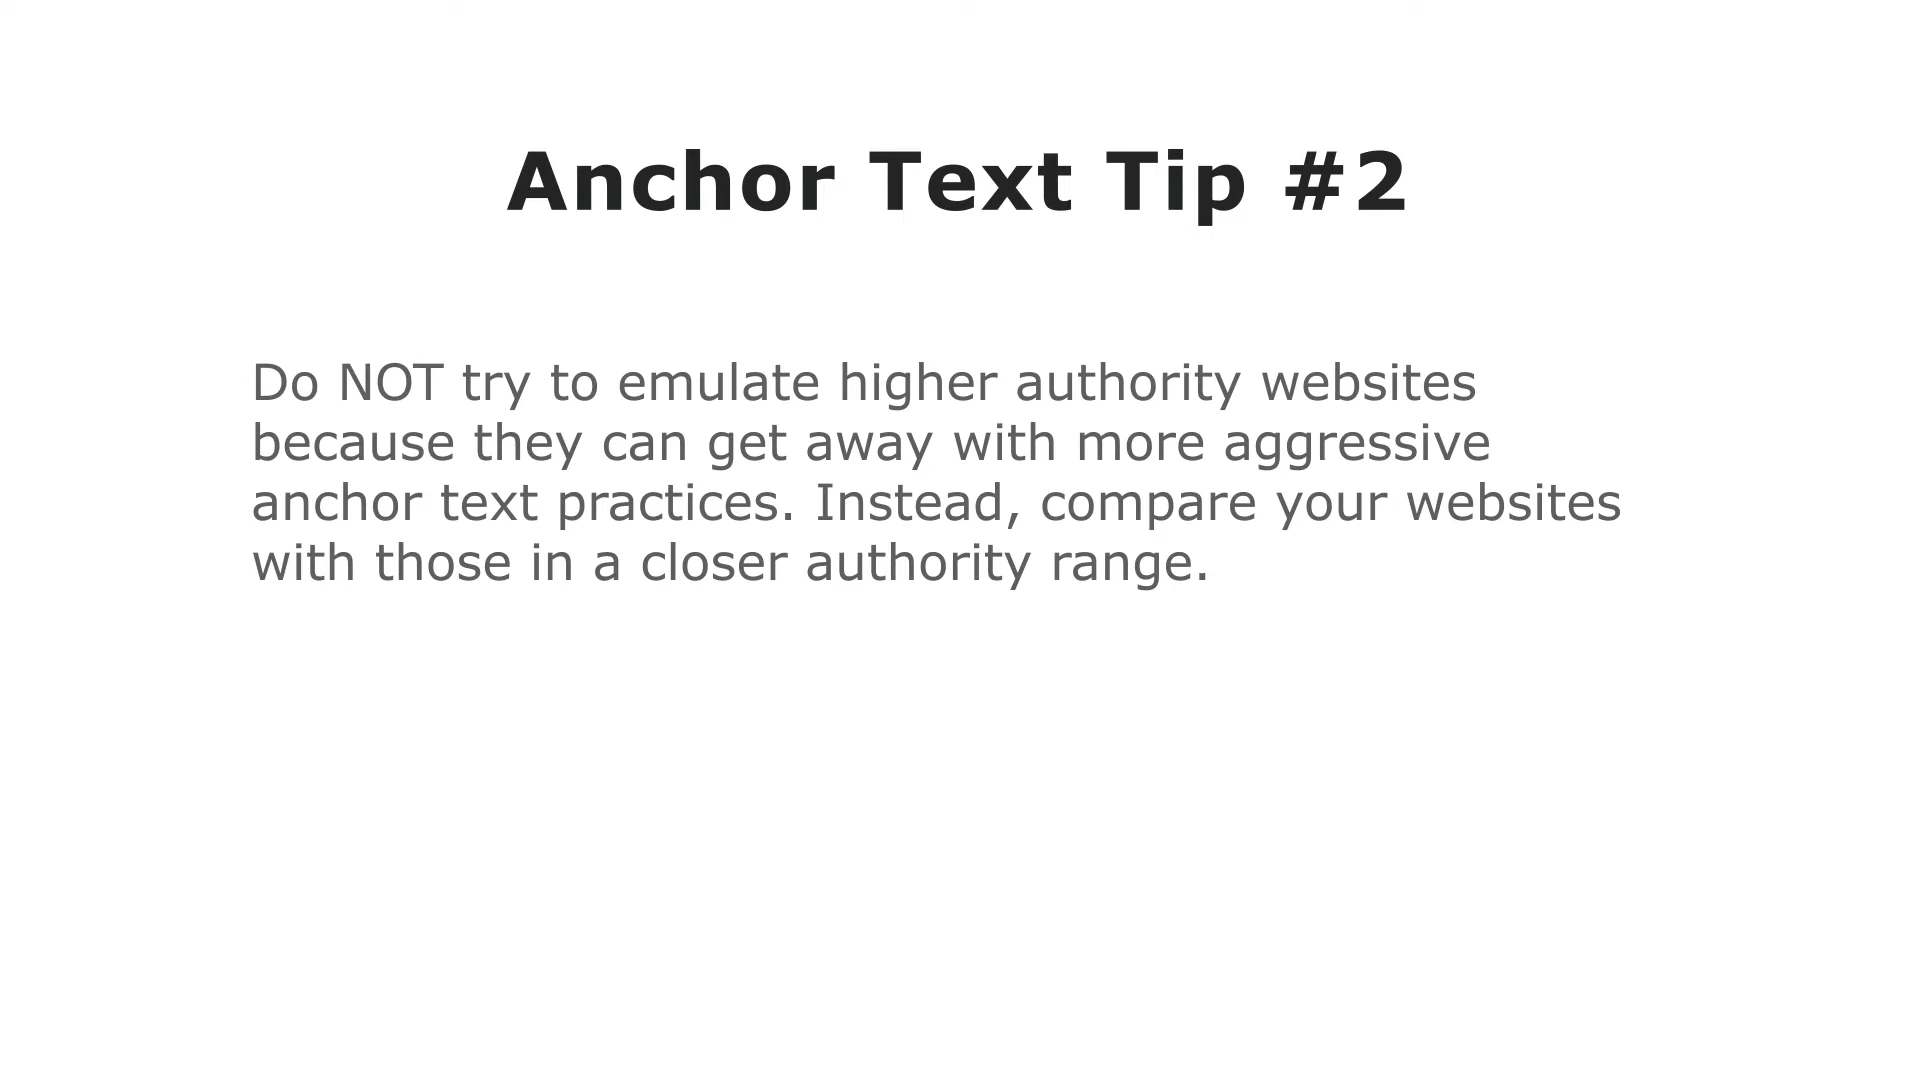 Anchor Text Tip #2
Do NOT try to emulate higher authority websites
because they can get away with more aggressive
anchor text practices. Instead, compare your websites
with those in a closer authority range.